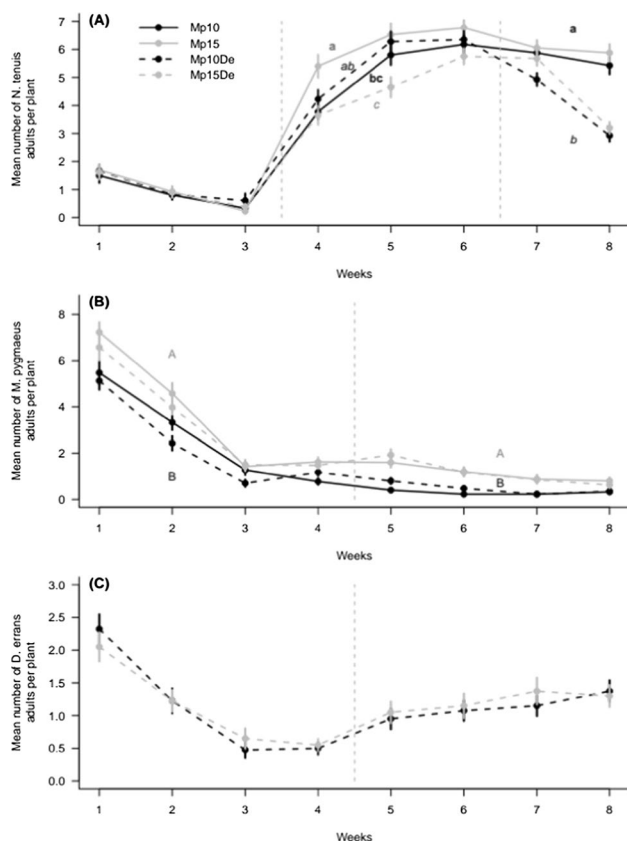 (A)
Mp10
Mp15
Mp10De
Mp15De
Mean number of N. tenuis
adults per plant
7
6
5
4
3
2
1
0
a
ab
bc
c
a
b
1 2 3 4 5 6 7 8
Weeks
(B)
Mean number of M. pygmaeus
adults per plant
8
6
4
2
0
A
B
A
B
1 2 3 4 5 6 7 8
Weeks
(C)
Mean number of D. errans
adults per plant
3.0
2.5
2.0
1.5
1.0
0.5
0.0
1 2 3 4 5 6 7 8
Weeks